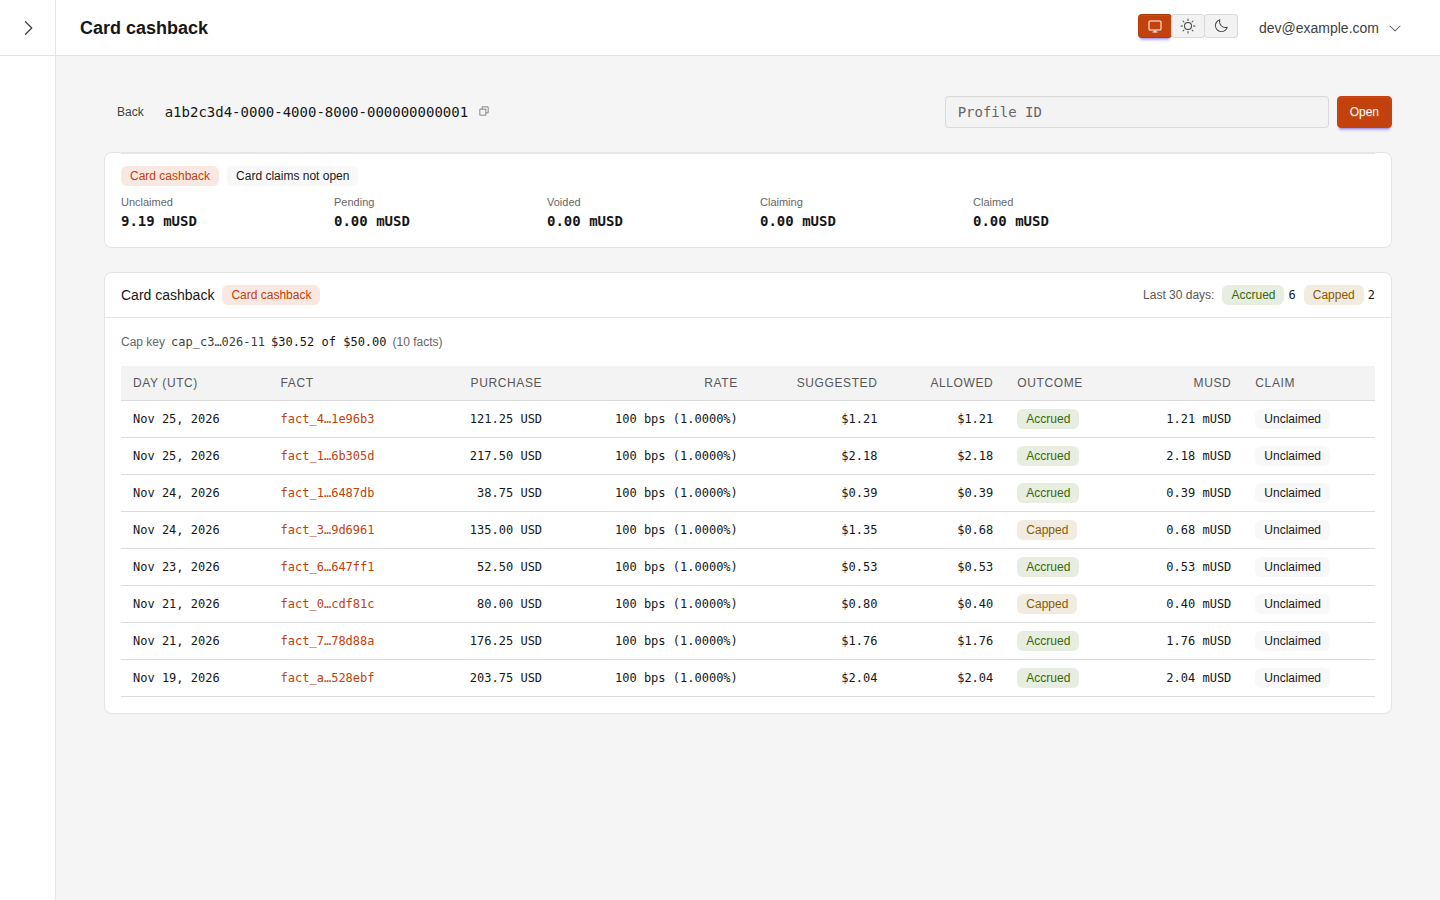 Card cashback
dev@example.com
Back a1b2c3d4-0000-4000-8000-000000000001 Profile ID Open
Card cashback Card claims not open
Unclaimed Pending Voided Claiming Claimed
9.19 mUSD 0.00 mUSD 0.00 mUSD 0.00 mUSD 0.00 mUSD
Card cashback Card cashback Last 30 days: Accrued 6 Capped 2
Cap key cap_c3…026-11 $30.52 of $50.00 (10 facts)
DAY (UTC) FACT PURCHASE RATE SUGGESTED ALLOWED OUTCOME MUSD CLAIM
Nov 25, 2026 fact_4…1e96b3 121.25 USD 100 bps (1.0000%) $1.21 $1.21 Accrued 1.21 mUSD Unclaimed
Nov 25, 2026 fact_1…6b305d 217.50 USD 100 bps (1.0000%) $2.18 $2.18 Accrued 2.18 mUSD Unclaimed
Nov 24, 2026 fact_1…6487db 38.75 USD 100 bps (1.0000%) $0.39 $0.39 Accrued 0.39 mUSD Unclaimed
Nov 24, 2026 fact_3…9d6961 135.00 USD 100 bps (1.0000%) $1.35 $0.68 Capped 0.68 mUSD Unclaimed
Nov 23, 2026 fact_6…647ff1 52.50 USD 100 bps (1.0000%) $0.53 $0.53 Accrued 0.53 mUSD Unclaimed
Nov 21, 2026 fact_0…cdf81c 80.00 USD 100 bps (1.0000%) $0.80 $0.40 Capped 0.40 mUSD Unclaimed
Nov 21, 2026 fact_7…78d88a 176.25 USD 100 bps (1.0000%) $1.76 $1.76 Accrued 1.76 mUSD Unclaimed
Nov 19, 2026 fact_a…528ebf 203.75 USD 100 bps (1.0000%) $2.04 $2.04 Accrued 2.04 mUSD Unclaimed